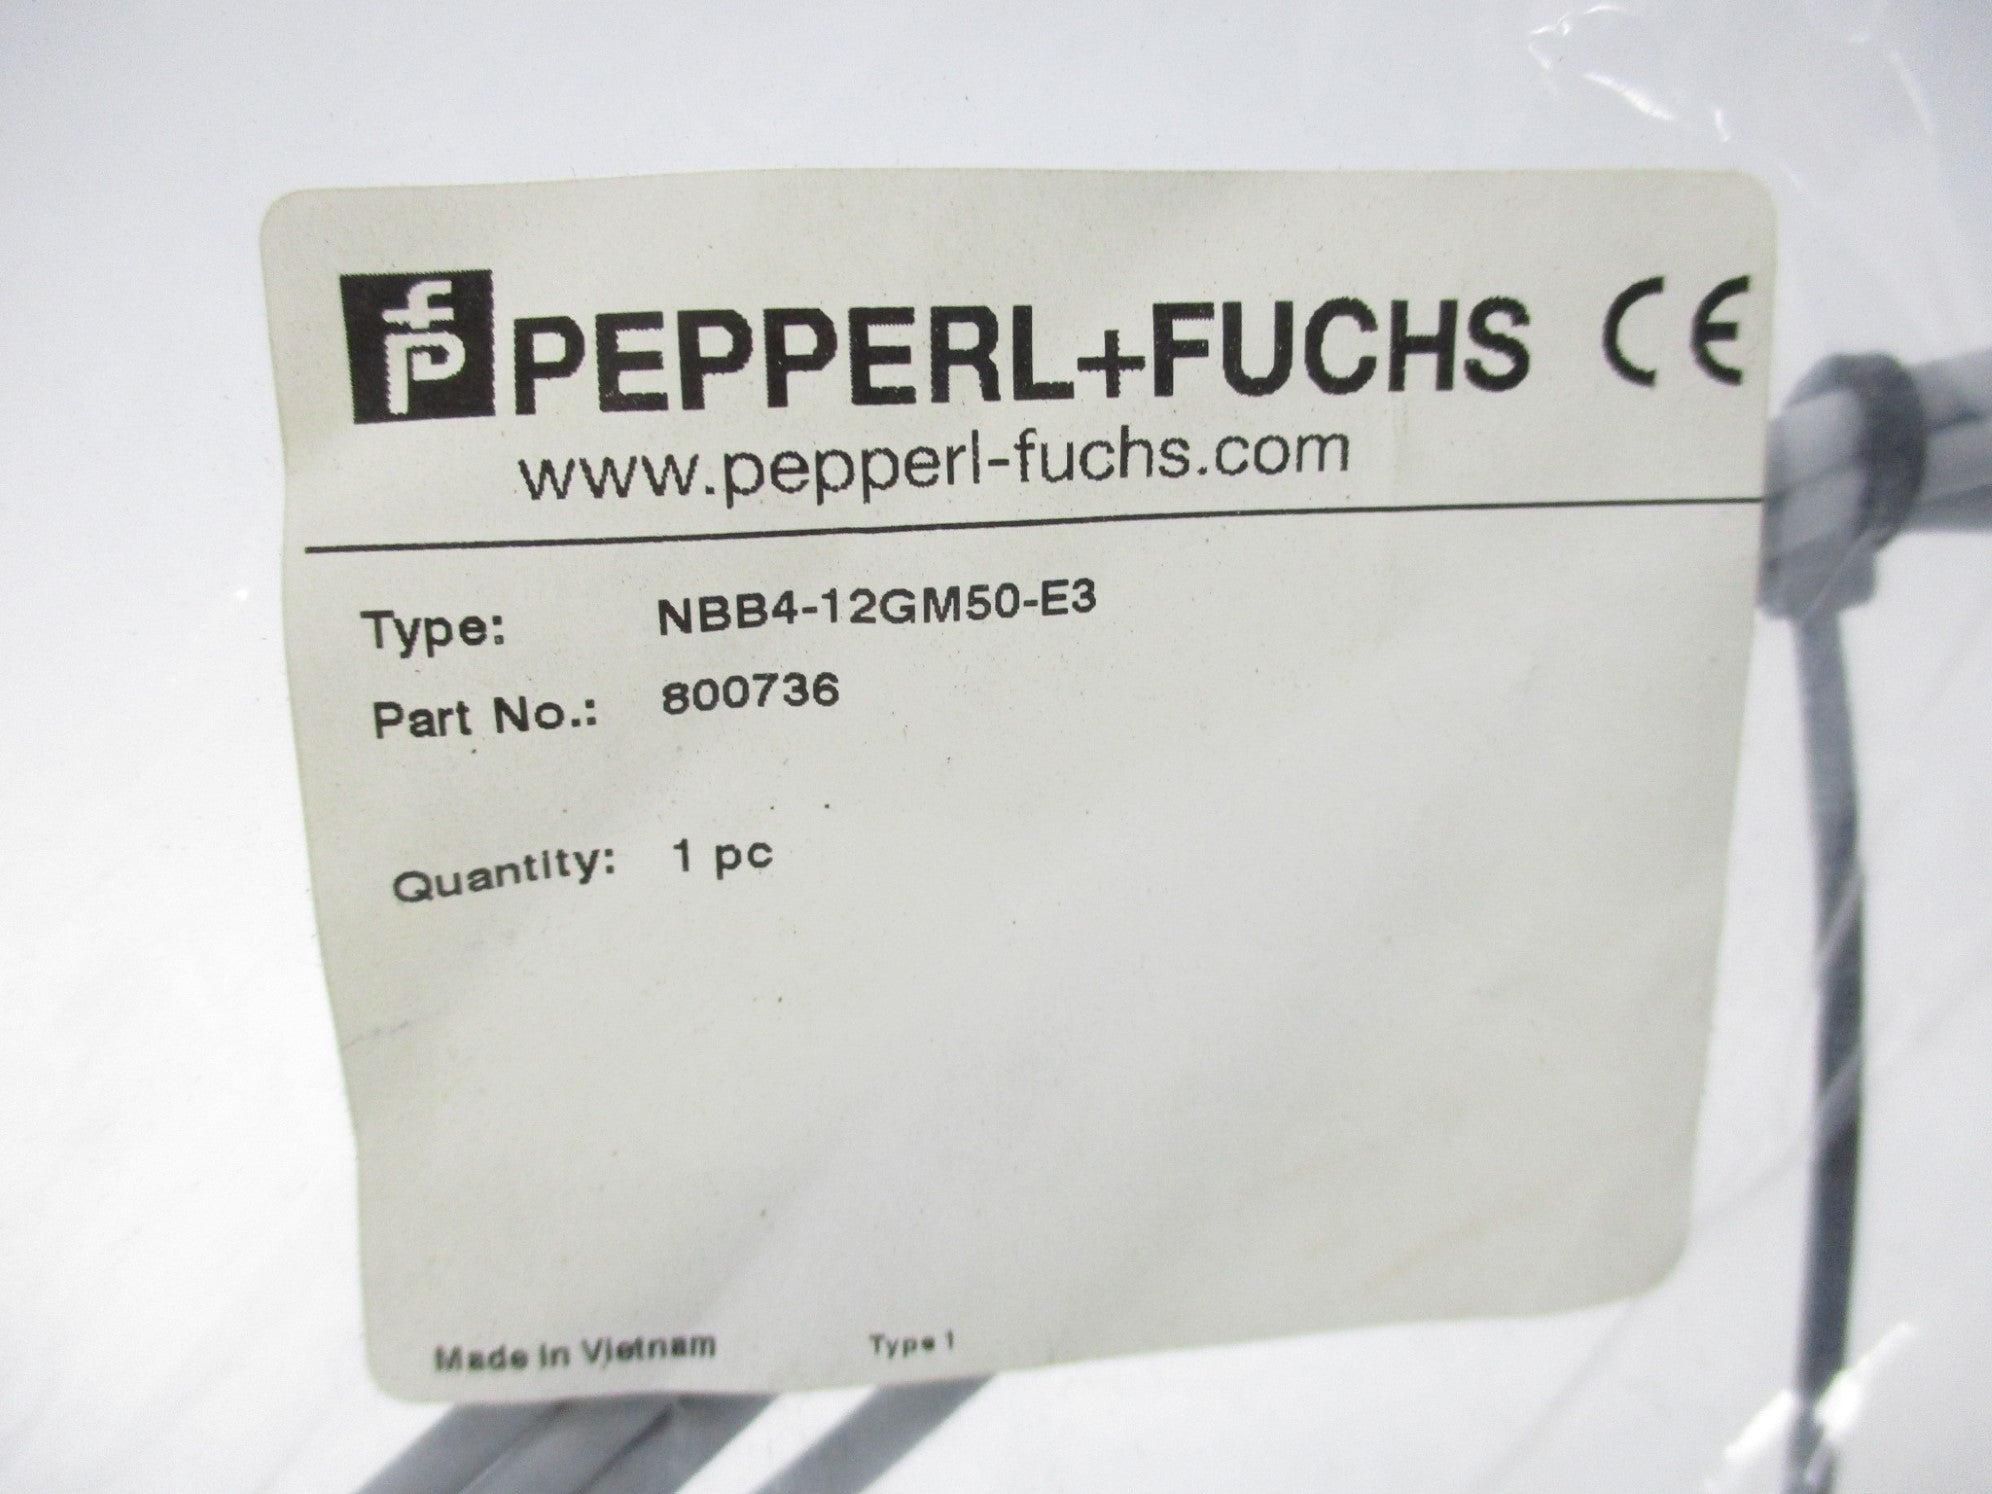 fp PEPPERL+FUCHS CE
www.pepperl-fuchs.com
Type: NBB4-12GM50-E3
Part No.: 800736
Quantity: 1 pc
Made in Vietnam Type 1